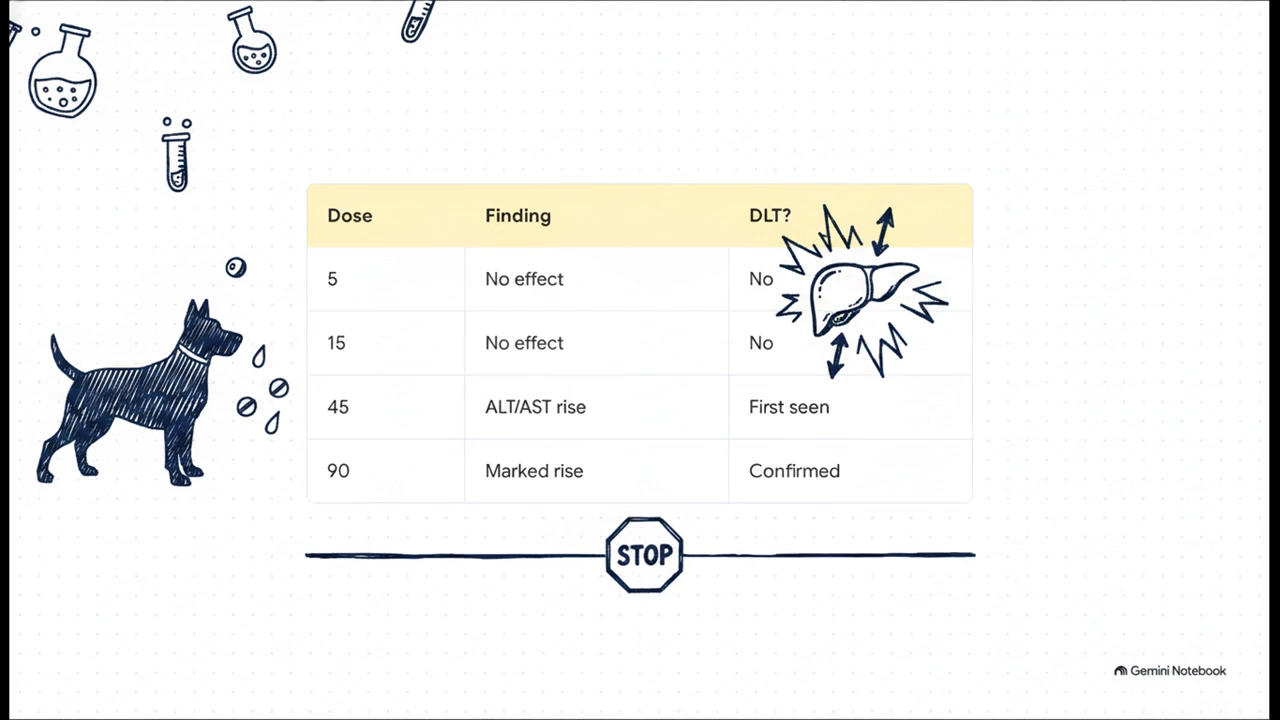 Dose Finding DLT?
5 No effect No
15 No effect No
45 ALT/AST rise First seen
90 Marked rise Confirmed
STOP
Gemini Notebook